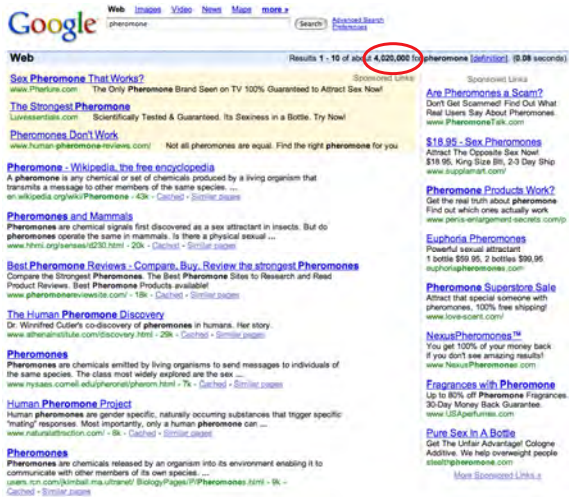 Google
Web Images Video News Maps more »
pheromone
Search
Advanced Search
Preferences
Web
Results 1 - 10 of about 4,020,000 for pheromone [definition]. (0.08 seconds)
Sex Pheromone That Works?
Sponsored Links
www.Pherlure.com The Only Pheromone Brand Seen on TV 100% Guaranteed to Attract Sex Now!
The Strongest Pheromone
Luvessentials.com Scientifically Tested & Guaranteed. Its Sexiness in a Bottle. Try Now!
Pheromones Don't Work
www.human-pheromone-reviews.com/ Not all pheromones are equal. Find the right pheromone for you
Pheromone - Wikipedia, the free encyclopedia
A pheromone is any chemical or set of chemicals produced by a living organism that
transmits a message to other members of the same species. ...
en.wikipedia.org/wiki/Pheromone - 43k - Cached - Similar pages
Pheromones and Mammals
Pheromones are chemical signals first discovered as a sex attractant in insects. But do
pheromones operate the same in mammals. Is there a physical sexual ...
www.hhmi.org/senses/d230.html - 20k - Cached - Similar pages
Best Pheromone Reviews - Compare, Buy, Review the strongest Pheromones
Compare the Strongest Pheromones. The Best Pheromone Sites to Research and Read
Product Reviews. Best Pheromone Products available!
www.pheromonereviewsite.com/ - 18k - Cached - Similar pages
The Human Pheromone Discovery
Dr. Winnifred Cutler's co-discovery of pheromones in humans. Her story.
www.athenainstitute.com/discovery.html - 29k - Cached - Similar pages
Pheromones
Pheromones are chemicals emitted by living organisms to send messages to individuals of
the same species. The class most widely explored are the sex ...
www.nysaes.cornell.edu/pheronet/pherom.html - 7k - Cached - Similar pages
Human Pheromone Project
Human pheromones are gender specific, naturally occurring substances that trigger specific
"mating" responses. Most importantly, only a human pheromone can ...
www.naturalattraction.com/ - 8k - Cached - Similar pages
Pheromones
Pheromones are chemicals released by an organism into its environment enabling it to
communicate with other members of its own species. ...
users.rcn.com/jkimball.ma.ultranet/ BiologyPages/P/Pheromones.html - 9k -
Cached - Similar pages
Sponsored Links
Are Pheromones a Scam?
Don't Get Scammed! Find Out What
Real Users Say About Pheromones.
www.PheromoneTalk.com
$18.95 - Sex Pheromones
Attract The Opposite Sex Now!
$18.95, King Size Btl, 2-3 Day Ship
www.supplamart.com/
Pheromone Products Work?
Get the real truth about pheromone
Find out which ones actually work
www.penis-enlargement-secrets.com/p
Euphoria Pheromones
Powerful sexual attractant
1 bottle $59.95, 2 bottles $99.95
euphoriapheromones.com
Pheromone Superstore Sale
Attract that special someone with
pheromones, 100% free shipping!
www.love-scent.com/
NexusPheromones™
You get 100% of your money back
if you don't see amazing results!
www.NexusPheromones.com
Fragrances with Pheromone
Up to 80% off Pheromone Fragrances.
30-Day Money Back Guarantee.
www.USAperfumes.com
Pure Sex In A Bottle
Get The Unfair Advantage! Cologne
Additive. We help overweight people
stealthpheromone.com
More Sponsored Links »